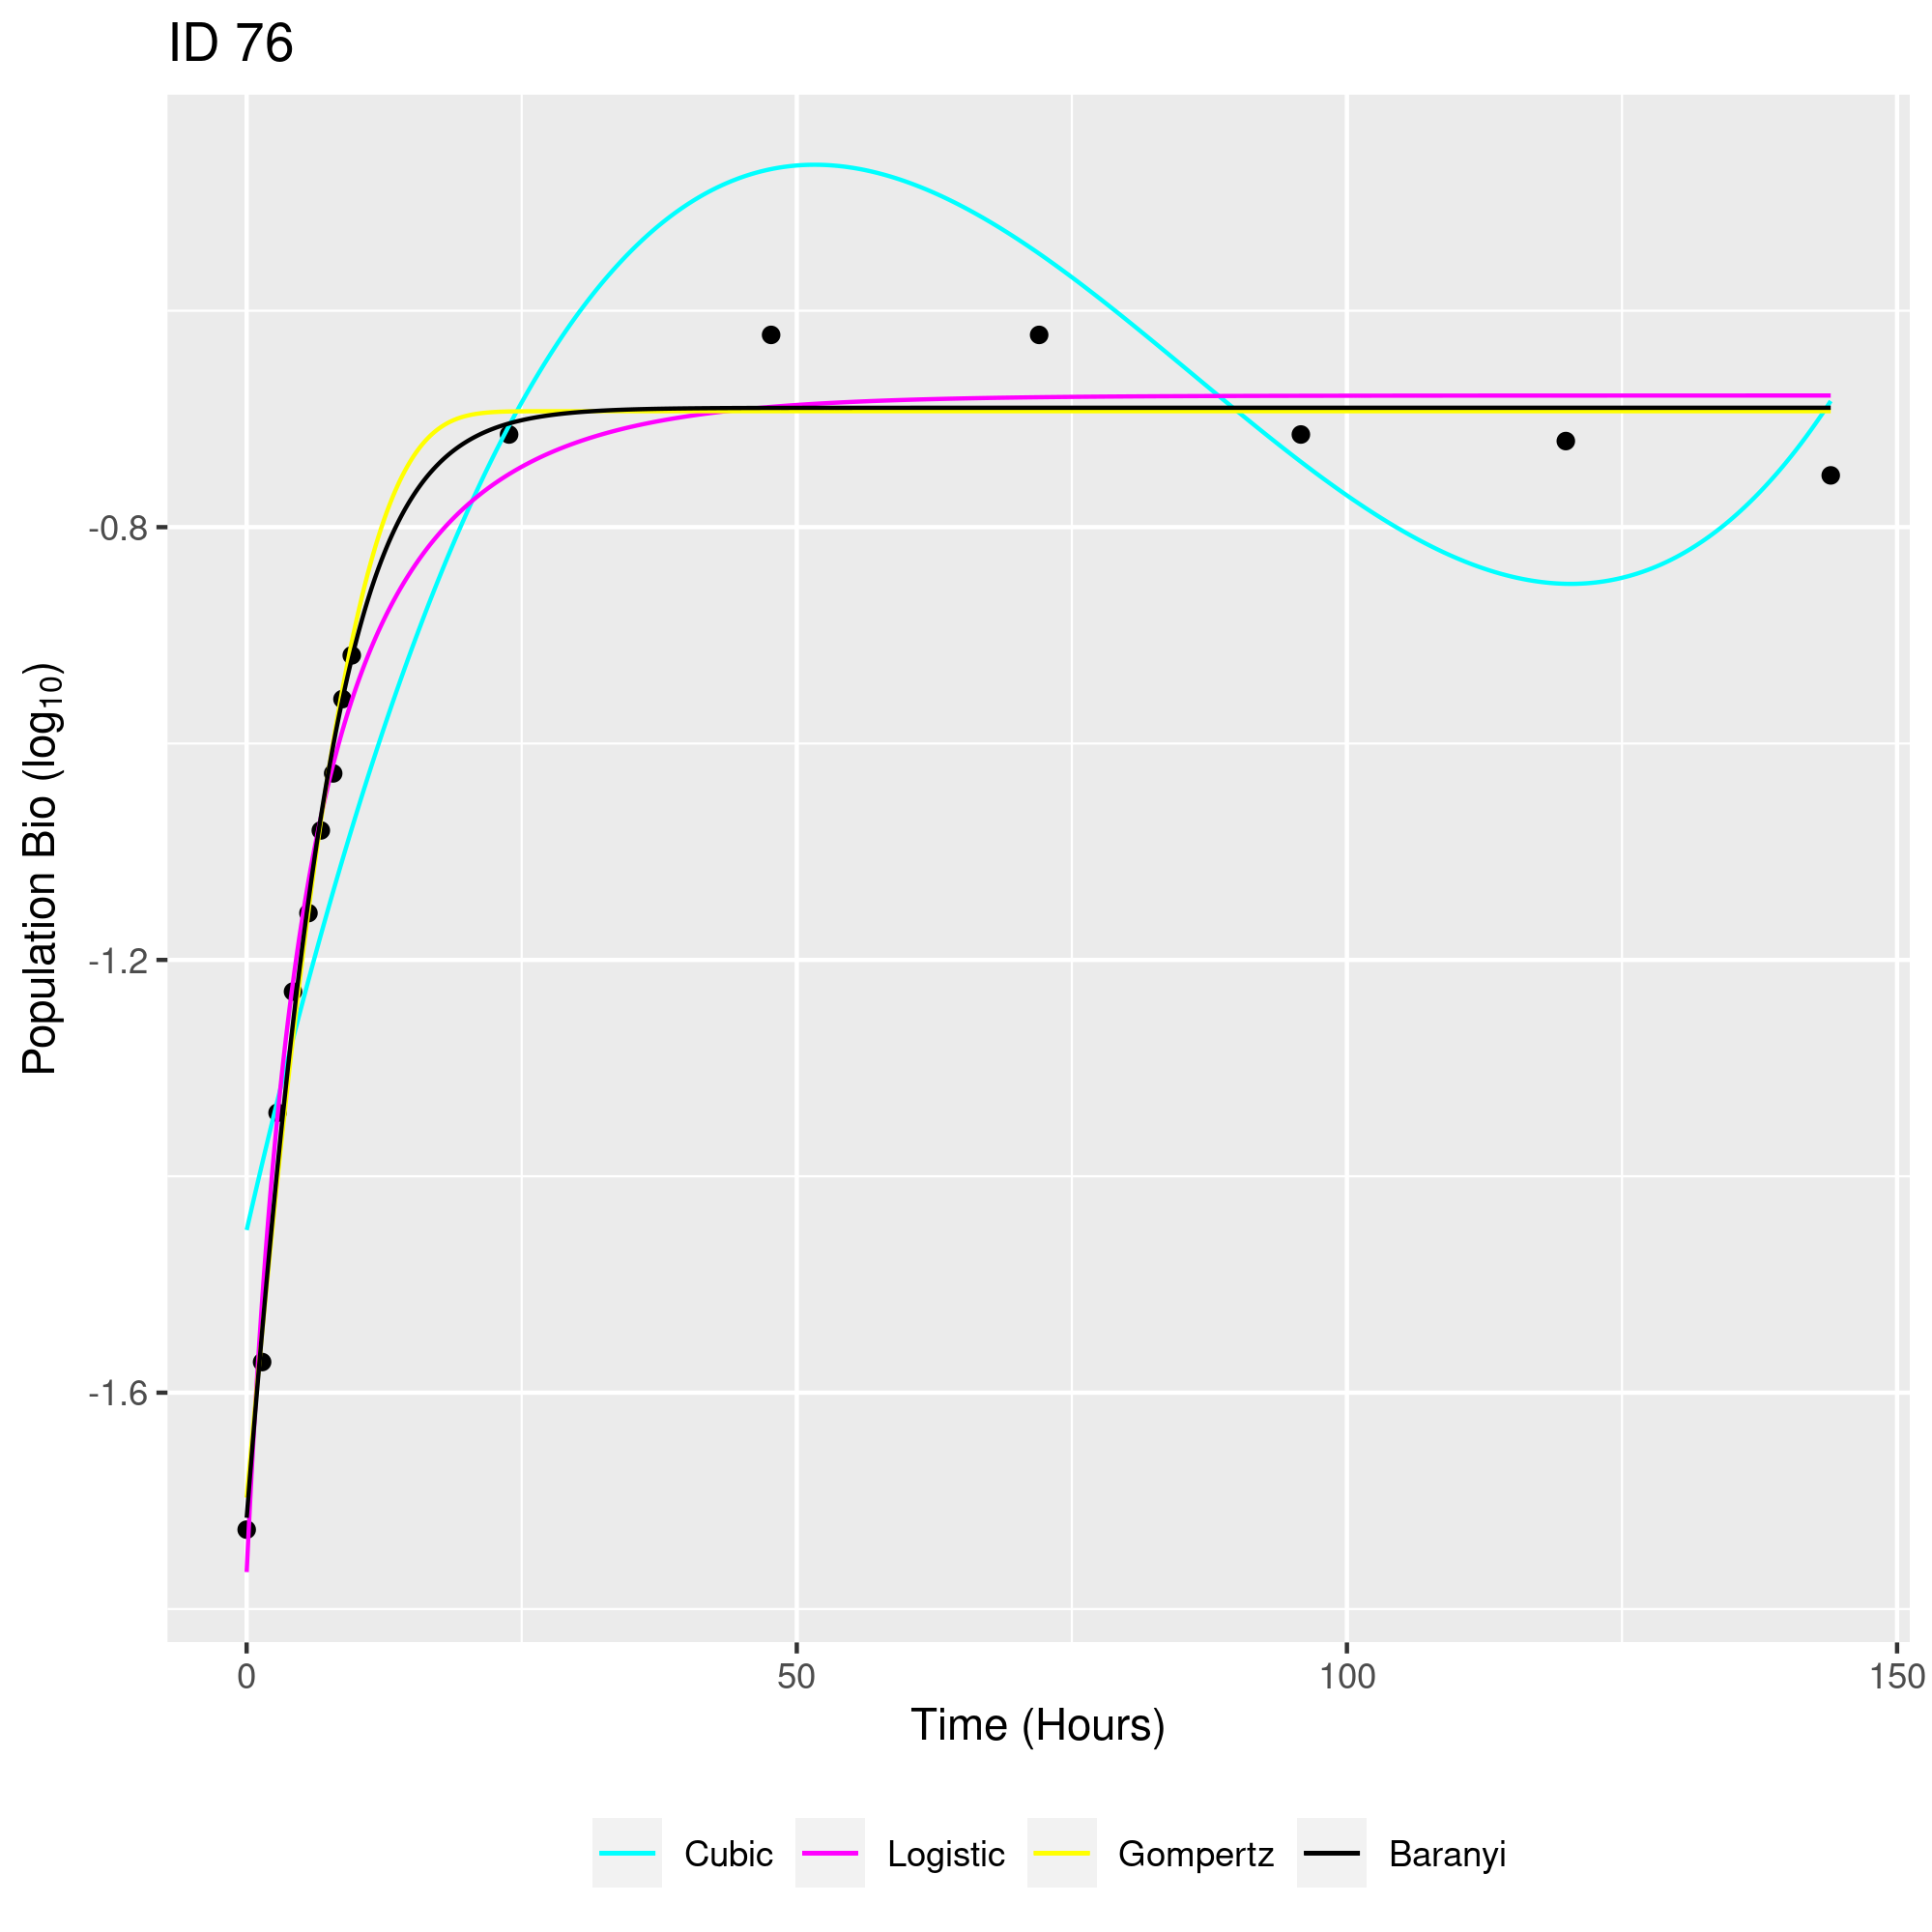 ID 76
Population Bio (log₁₀)
-0.8
-1.2
-1.6
0 50 100 150
Time (Hours)
Cubic Logistic Gompertz Baranyi